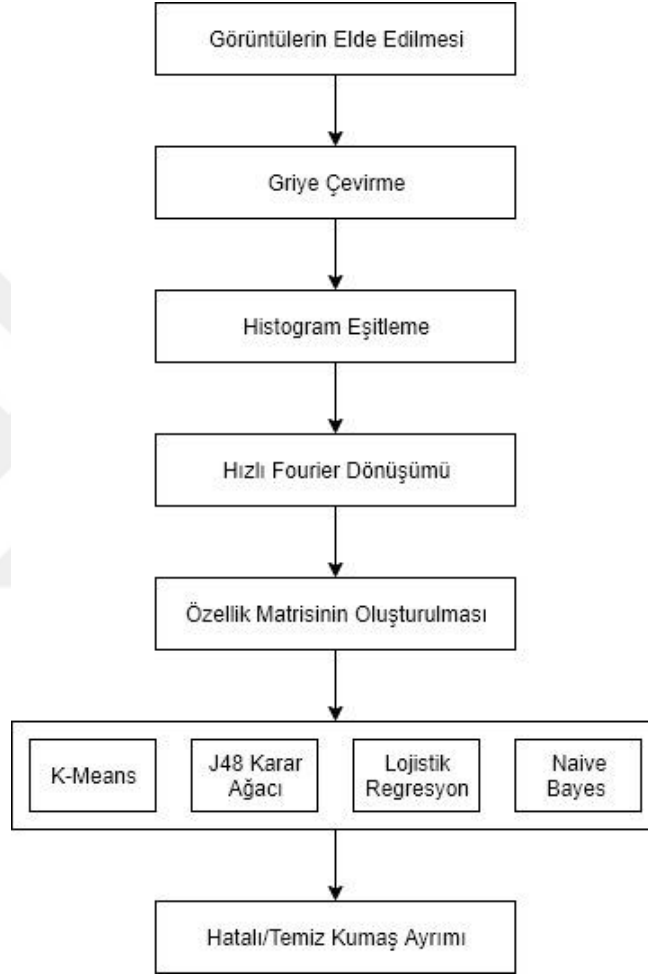 Görüntülerin Elde Edilmesi
Griye Çevirme
Histogram Eşitleme
Hızlı Fourier Dönüşümü
Özellik Matrisinin Oluşturulması
K-Means
J48 Karar
Ağacı
Lojistik
Regresyon
Naive
Bayes
Hatalı/Temiz Kumaş Ayrımı